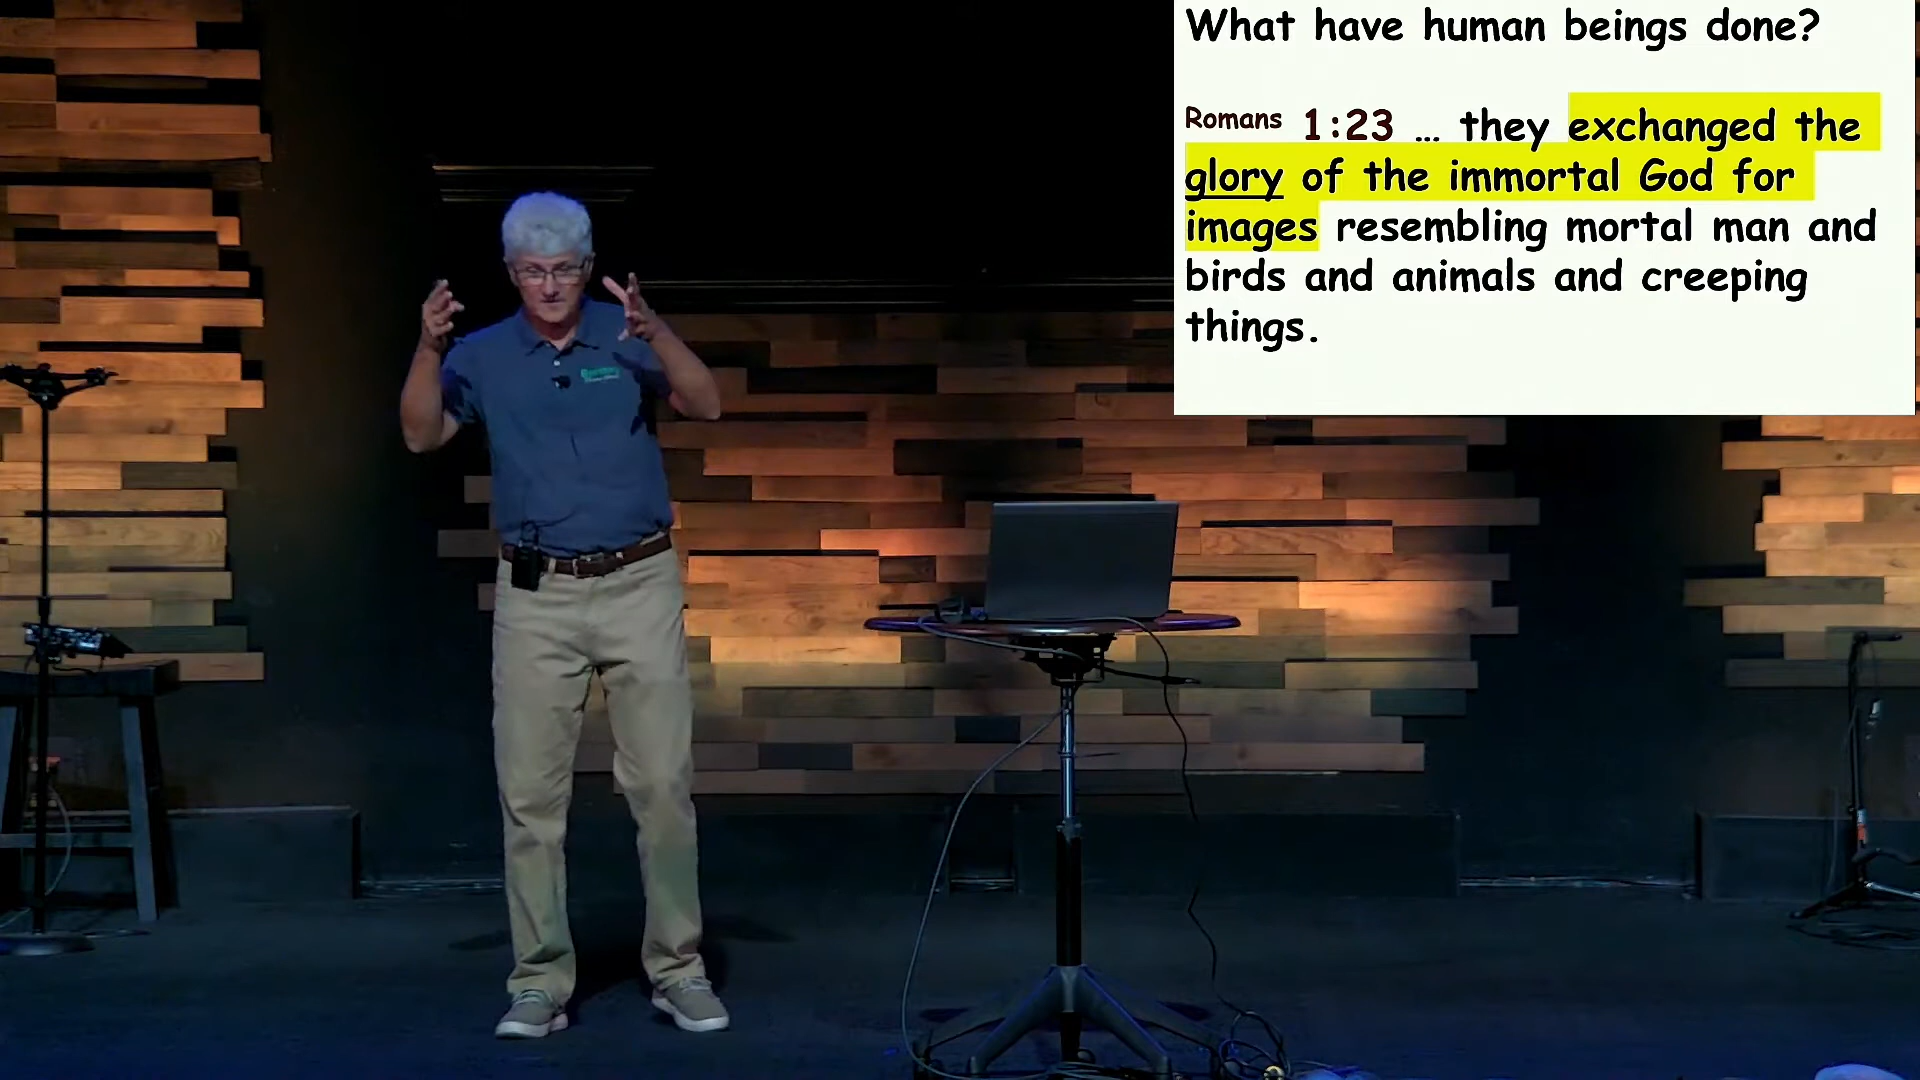 What have human beings done?
Romans 1:23 … they exchanged the
glory of the immortal God for
images resembling mortal man and
birds and animals and creeping
things.